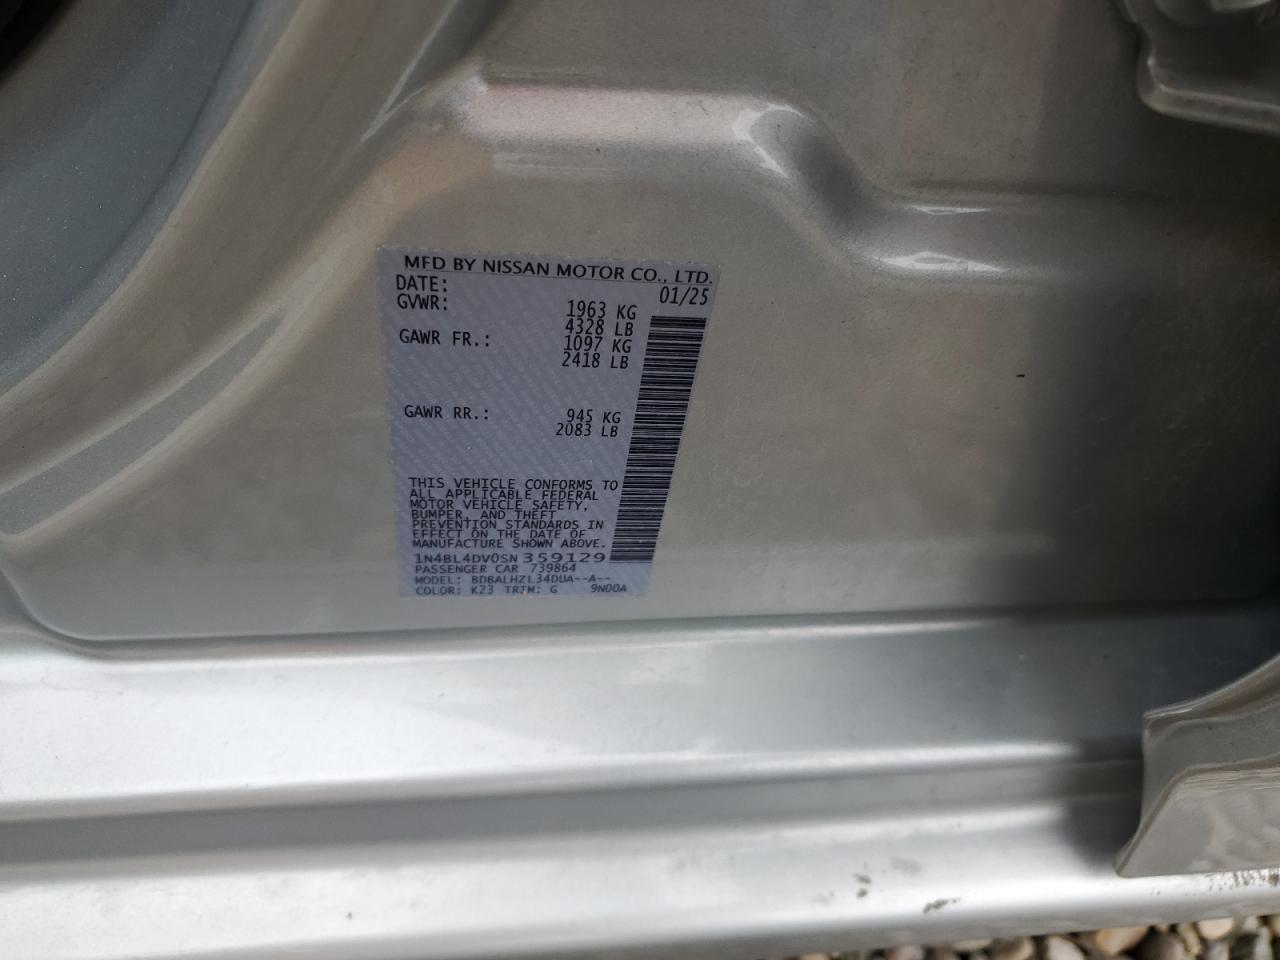 MFD BY NISSAN MOTOR CO., LTD.
DATE: 01/25
GVWR: 1963 KG
4328 LB
GAWR FR.: 1097 KG
2418 LB
GAWR RR.: 945 KG
2083 LB
THIS VEHICLE CONFORMS TO
ALL APPLICABLE FEDERAL
MOTOR VEHICLE SAFETY,
BUMPER, AND THEFT
PREVENTION STANDARDS IN
EFFECT ON THE DATE OF
MANUFACTURE SHOWN ABOVE.
1N4BL4DV0SN359129
PASSENGER CAR 739864
MODEL: BDBALHZL34DUA--A--
COLOR: K23 TRIM: G 9N00A